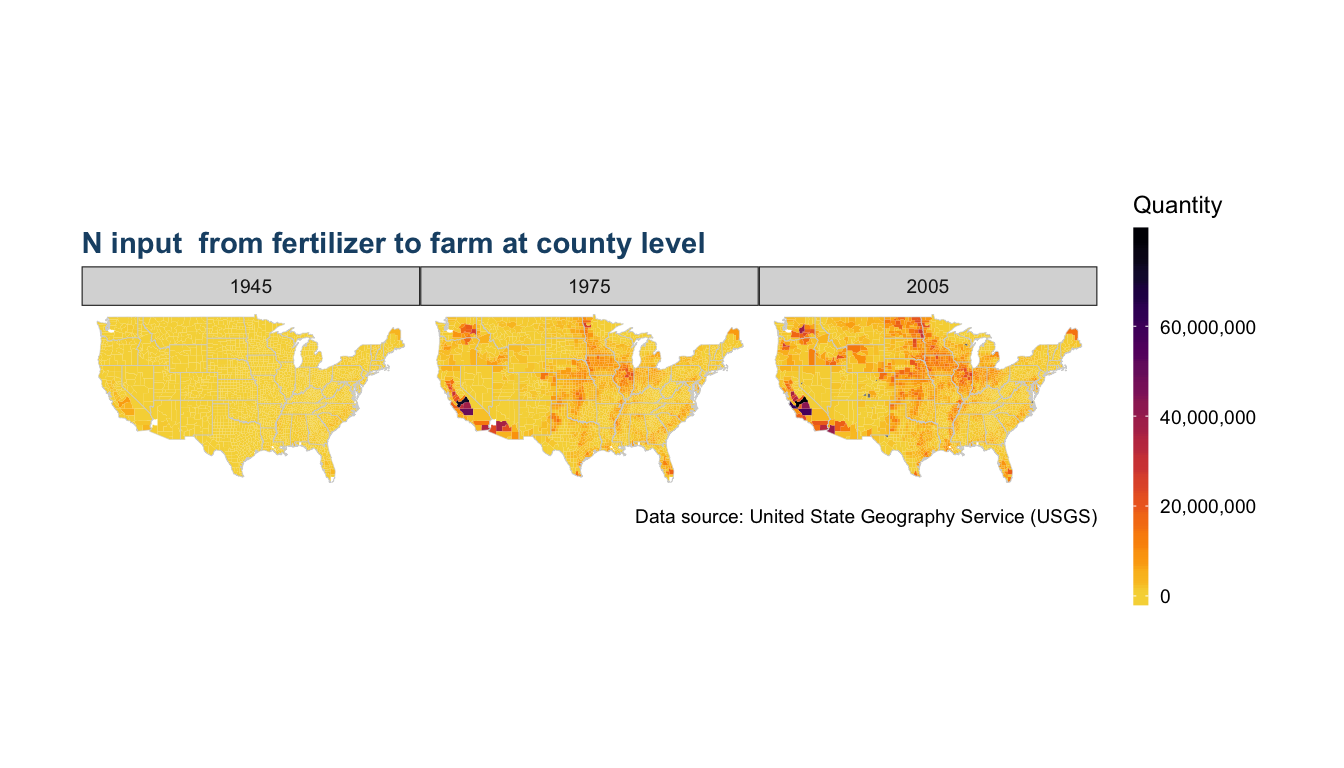 Quantity
N input  from fertilizer to farm at county level
1945
1975
2005
60,000,000
40,000,000
20,000,000
0
Data source: United State Geography Service (USGS)